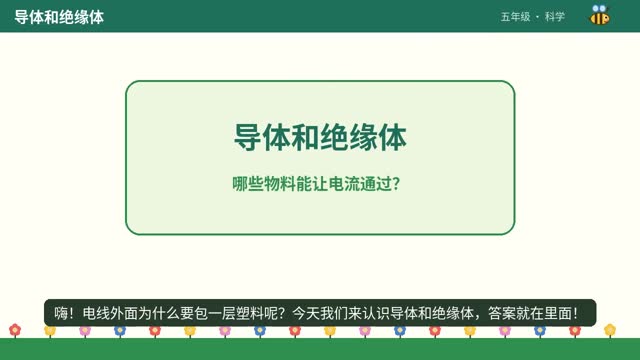 导体和绝缘体
五年级 · 科学
导体和绝缘体
哪些物料能让电流通过？
嗨！电线外面为什么要包一层塑料呢？今天我们来认识导体和绝缘体，答案就在里面！